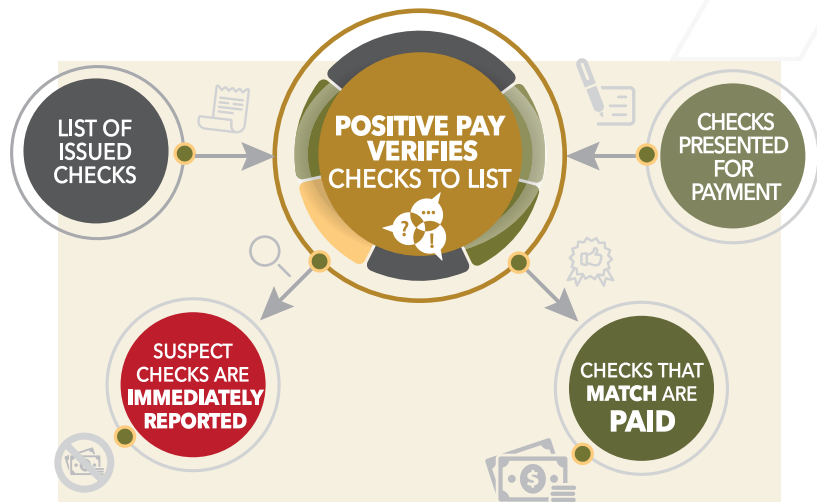 LIST OF
ISSUED
CHECKS
POSITIVE PAY
VERIFIES
CHECKS TO LIST
? ... !
CHECKS
PRESENTED
FOR
PAYMENT
SUSPECT
CHECKS ARE
IMMEDIATELY
REPORTED
CHECKS THAT
MATCH ARE
PAID
$